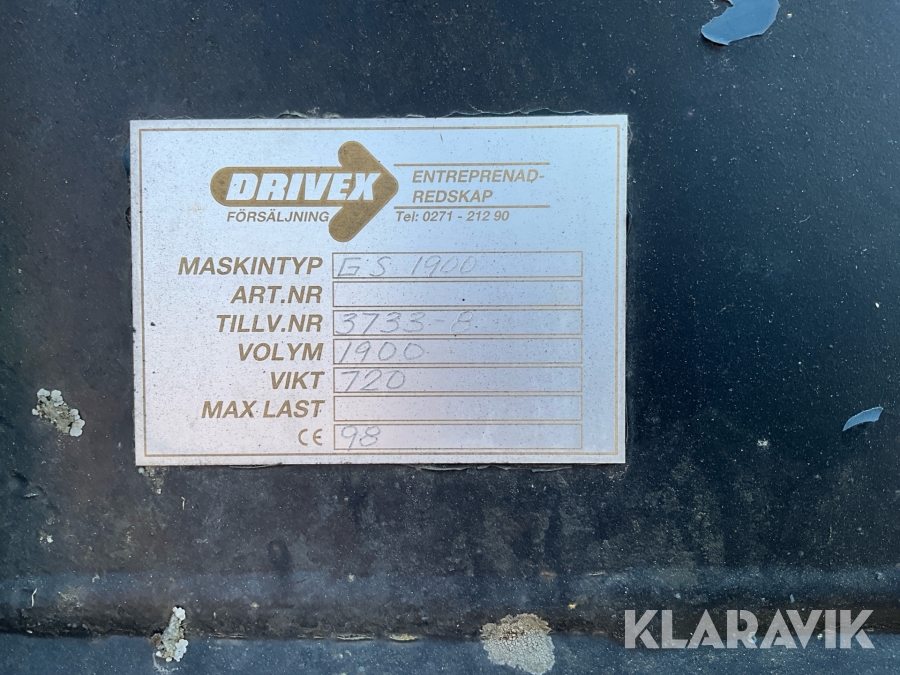 DRIVEX
FÖRSÄLJNING
ENTREPRENAD-
REDSKAP
Tel: 0271 - 212 90
MASKINTYP GS 1900
ART.NR
TILLV.NR 3733-8
VOLYM 1900
VIKT 720
MAX LAST
CE 98
KLARAVIK